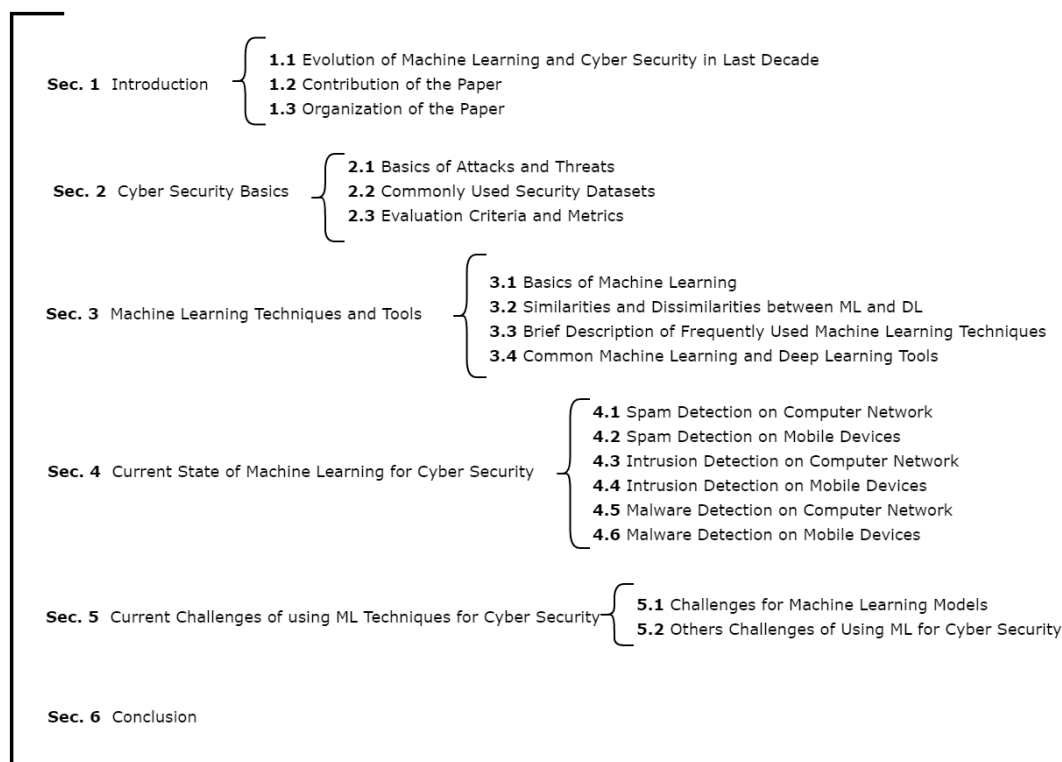 1.1 Evolution of Machine Learning and Cyber Security in Last Decade
Sec. 1 Introduction
1.2 Contribution of the Paper
1.3 Organization of the Paper
2.1 Basics of Attacks and Threats
Sec. 2 Cyber Security Basics
2.2 Commonly Used Security Datasets
2.3 Evaluation Criteria and Metrics
3.1 Basics of Machine Learning
3.2 Similarities and Dissimilarities between ML and DL
Sec. 3 Machine Learning Techniques and Tools
3.3 Brief Description of Frequently Used Machine Learning Techniques
3.4 Common Machine Learning and Deep Learning Tools
4.1 Spam Detection on Computer Network
4.2 Spam Detection on Mobile Devices
4.3 Intrusion Detection on Computer Network
Sec. 4 Current State of Machine Learning for Cyber Security
4.4 Intrusion Detection on Mobile Devices
4.5 Malware Detection on Computer Network
4.6 Malware Detection on Mobile Devices
5.1 Challenges for Machine Learning Models
Sec. 5 Current Challenges of using ML Techniques for Cyber Security
5.2 Others Challenges of Using ML for Cyber Security
Sec. 6 Conclusion